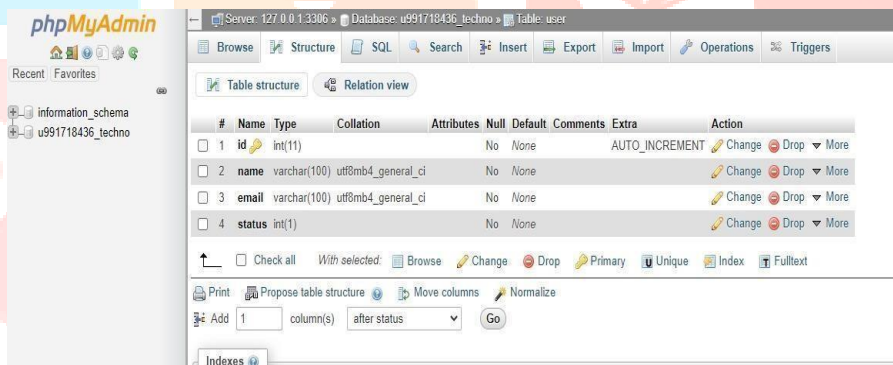 phpMyAdmin
Recent Favorites
information_schema
u991718436_techno
Server: 127.0.0.1:3306 » Database: u991718436_techno » Table: user
Browse Structure SQL Search Insert Export Import Operations Triggers
Table structure Relation view
# Name Type Collation Attributes Null Default Comments Extra Action
1 id int(11) No None AUTO_INCREMENT Change Drop More
2 name varchar(100) utf8mb4_general_ci No None Change Drop More
3 email varchar(100) utf8mb4_general_ci No None Change Drop More
4 status int(1) No None Change Drop More
Check all With selected: Browse Change Drop Primary Unique Index Fulltext
Print Propose table structure Move columns Normalize
Add 1 column(s) after status Go
Indexes